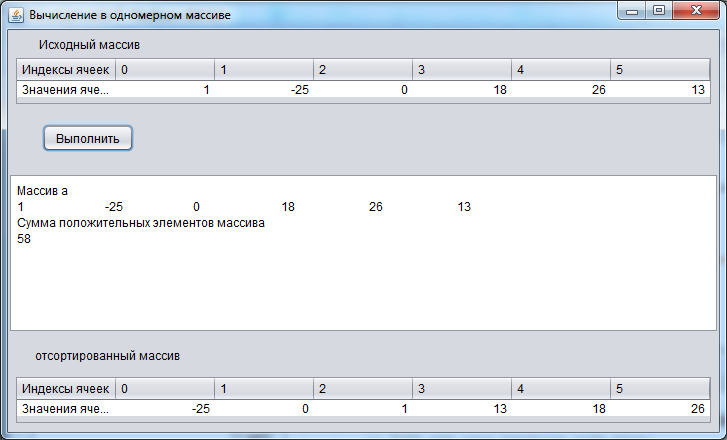 Вычисление в одномерном массиве
Исходный массив
Индексы ячеек 0 1 2 3 4 5
Значения яче... 1 -25 0 18 26 13
Выполнить
Массив а
1 -25 0 18 26 13
Сумма положительных элементов массива
58
отсортированный массив
Индексы ячеек 0 1 2 3 4 5
Значения яче... -25 0 1 13 18 26